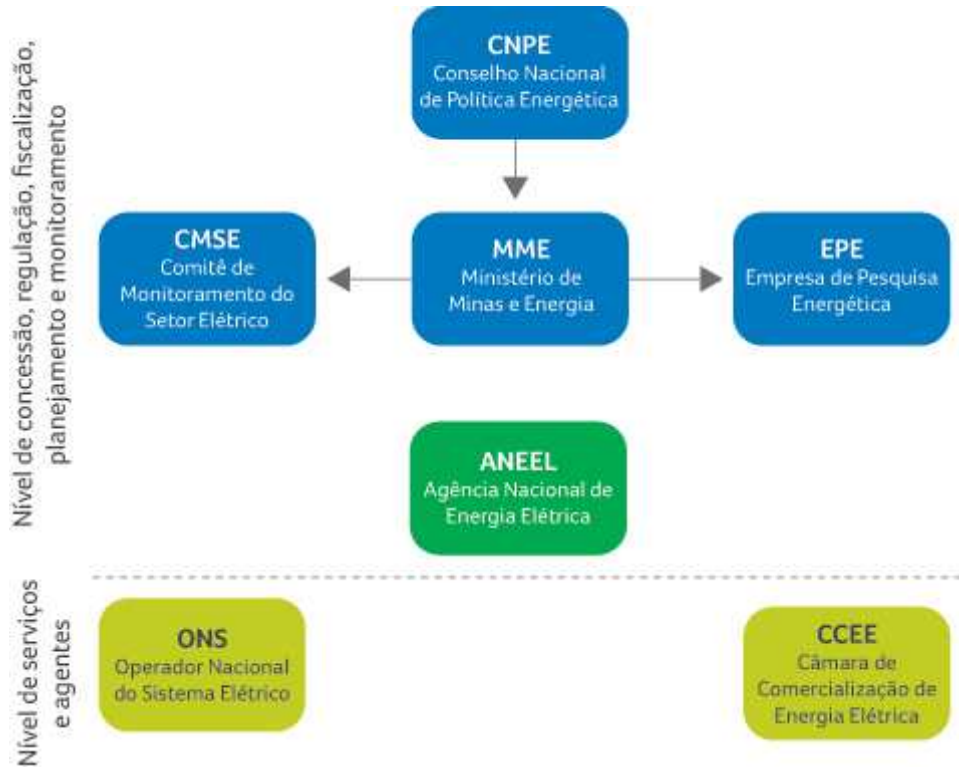 Nível de concessão, regulação, fiscalização,
planejamento e monitoramento
CNPE
Conselho Nacional
de Política Energética
CMSE
Comitê de
Monitoramento do
Setor Elétrico
MME
Ministério de
Minas e Energia
EPE
Empresa de Pesquisa
Energética
ANEEL
Agência Nacional de
Energia Elétrica
Nível de serviços
e agentes
ONS
Operador Nacional
do Sistema Elétrico
CCEE
Câmara de
Comercialização de
Energia Elétrica